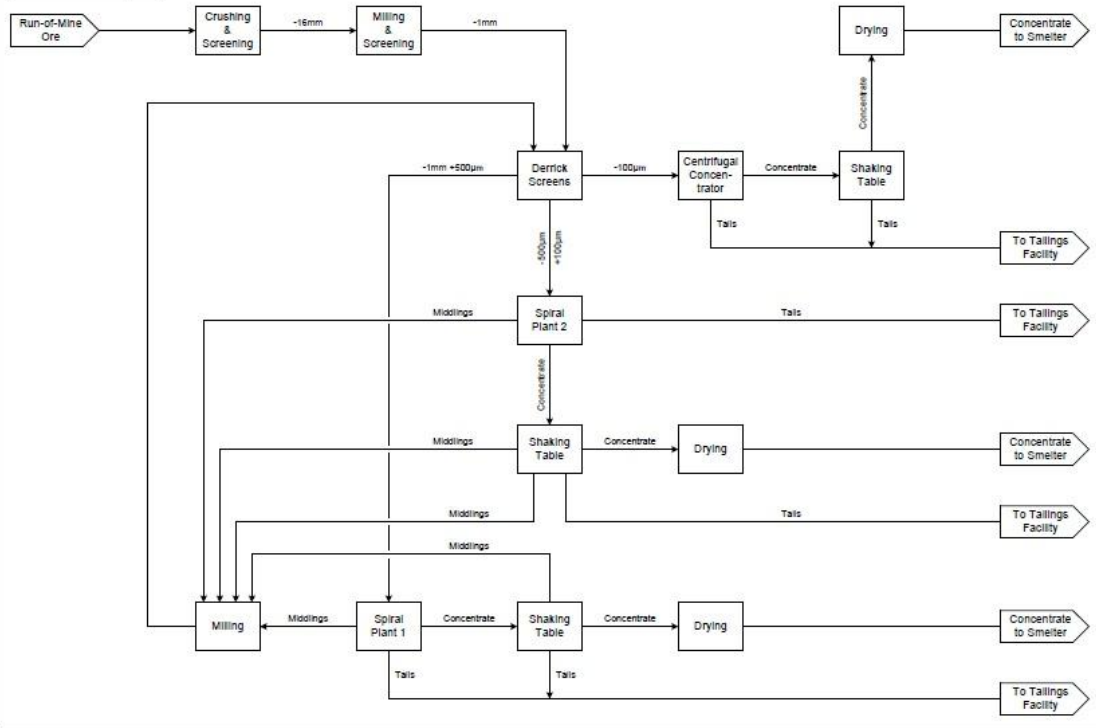 Run-of-Mine
Ore
Crushing
&
Screening
-16mm
Milling
&
Screening
-1mm
Drying
Concentrate
to Smelter
Concentrate
-1mm +500µm
Derrick
Screens
-100µm
Centrifugal
Concen-
trator
Concentrate
Shaking
Table
Tails
Tails
To Tailings
Facility
-500µm
+100µm
Middlings
Spiral
Plant 2
Tails
To Tailings
Facility
Concentrate
Middlings
Shaking
Table
Concentrate
Drying
Concentrate
to Smelter
Middlings
Tails
To Tailings
Facility
Middlings
Milling
Middlings
Spiral
Plant 1
Concentrate
Shaking
Table
Concentrate
Drying
Concentrate
to Smelter
Tails
Tails
To Tailings
Facility